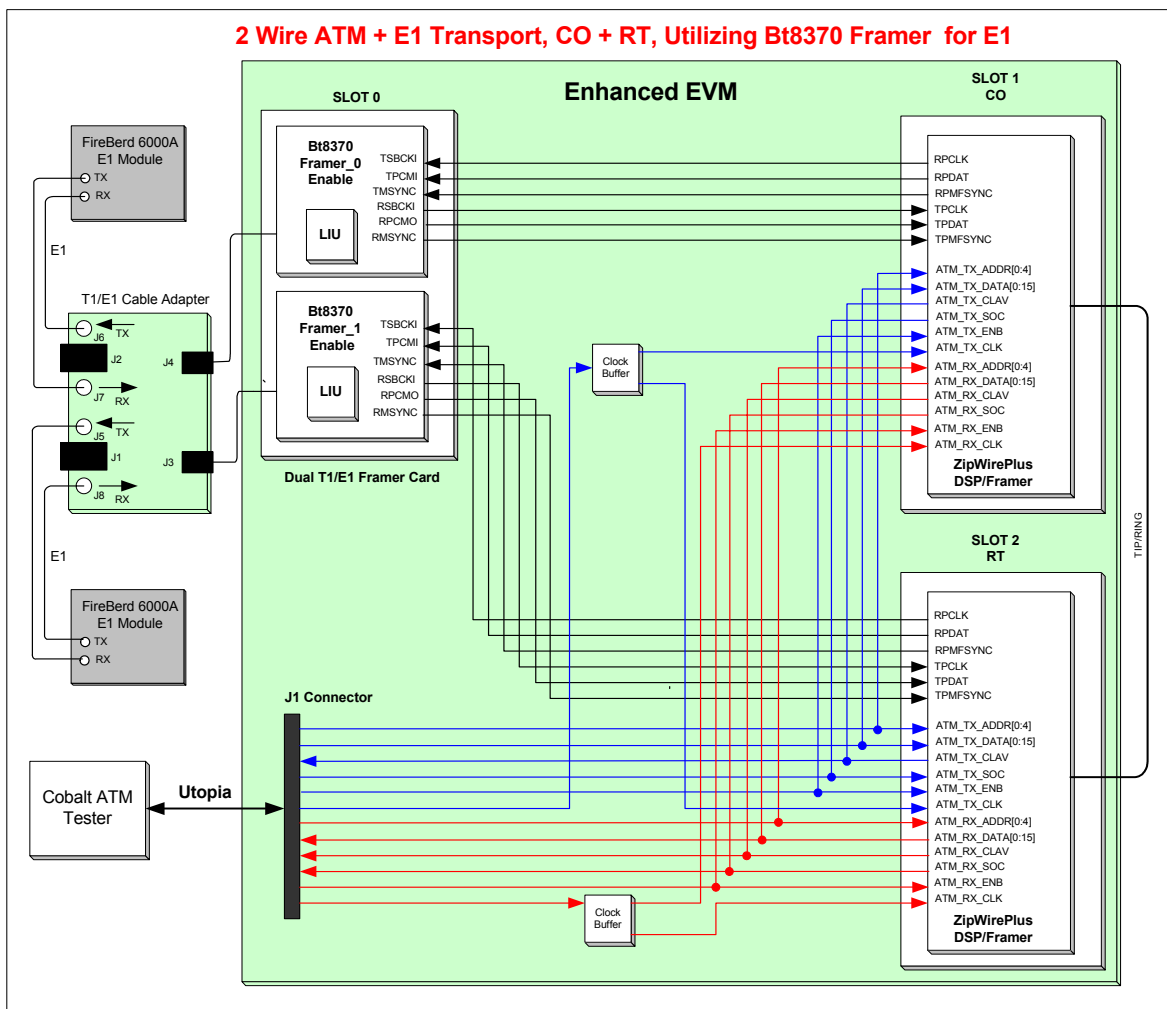 2 Wire ATM + E1 Transport, CO + RT, Utilizing Bt8370 Framer for E1
Enhanced EVM
SLOT 0
SLOT 1
CO
FireBerd 6000A
E1 Module
TX
RX
E1
T1/E1 Cable Adapter
J6
TX
J2
J4
J7
RX
J5
TX
J1
J3
J8
RX
E1
FireBerd 6000A
E1 Module
TX
RX
Bt8370
Framer_0
Enable
LIU
TSBCKI
TPCMI
TMSYNC
RSBCKI
RPCMO
RMSYNC
Bt8370
Framer_1
Enable
LIU
TSBCKI
TPCMI
TMSYNC
RSBCKI
RPCMO
RMSYNC
Dual T1/E1 Framer Card
Clock
Buffer
RPCLK
RPDAT
RPMFSYNC
TPCLK
TPDAT
TPMFSYNC
ATM_TX_ADDR[0:4]
ATM_TX_DATA[0:15]
ATM_TX_CLAV
ATM_TX_SOC
ATM_TX_ENB
ATM_TX_CLK
ATM_RX_ADDR[0:4]
ATM_RX_DATA[0:15]
ATM_RX_CLAV
ATM_RX_SOC
ATM_RX_ENB
ATM_RX_CLK
ZipWirePlus
DSP/Framer
TIP/RING
SLOT 2
RT
RPCLK
RPDAT
RPMFSYNC
TPCLK
TPDAT
TPMFSYNC
ATM_TX_ADDR[0:4]
ATM_TX_DATA[0:15]
ATM_TX_CLAV
ATM_TX_SOC
ATM_TX_ENB
ATM_TX_CLK
ATM_RX_ADDR[0:4]
ATM_RX_DATA[0:15]
ATM_RX_CLAV
ATM_RX_SOC
ATM_RX_ENB
ATM_RX_CLK
ZipWirePlus
DSP/Framer
J1 Connector
Cobalt ATM
Tester
Utopia
Clock
Buffer